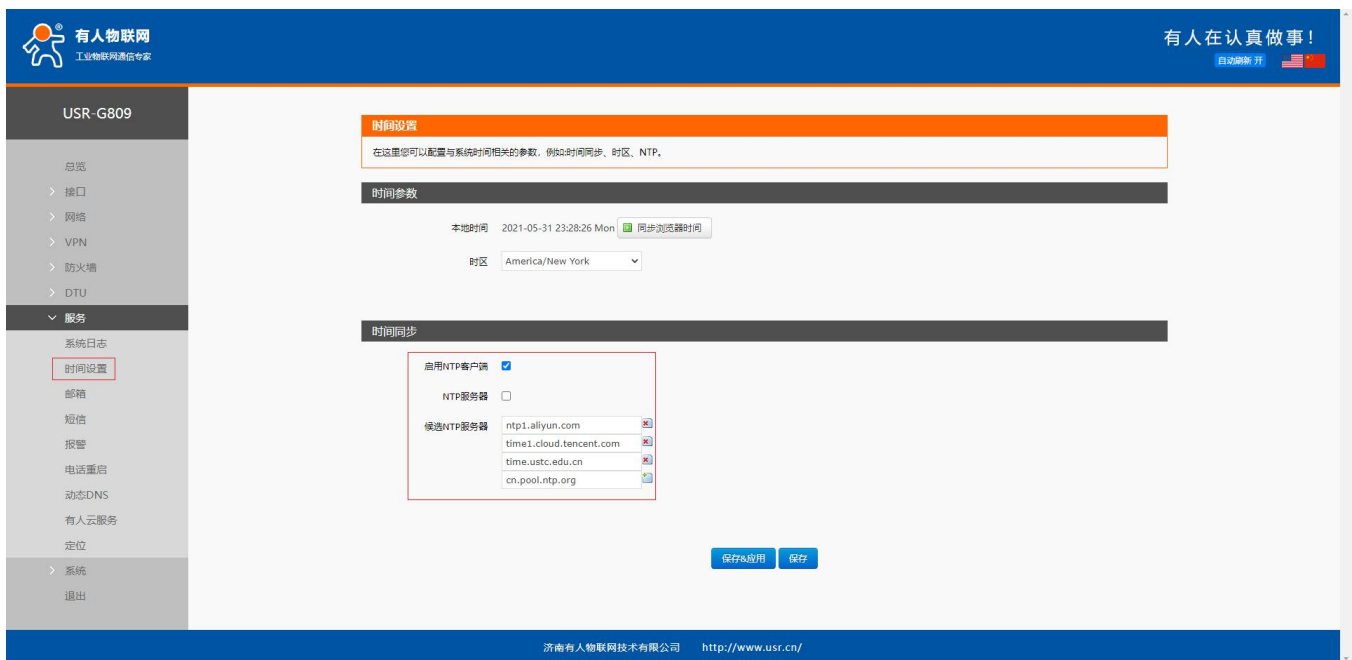 有人物联网
工业物联网通信专家
有人在认真做事！
自动刷新 开
USR-G809
总览
接口
网络
VPN
防火墙
DTU
服务
系统日志
时间设置
邮箱
短信
报警
电话重启
动态DNS
有人云服务
定位
系统
退出
时间设置
在这里您可以配置与系统时间相关的参数，例如:时间同步、时区、NTP。
时间参数
本地时间 2021-05-31 23:28:26 Mon 同步浏览器时间
时区 America/New York
时间同步
启用NTP客户端
NTP服务器
候选NTP服务器 ntp1.aliyun.com
time1.cloud.tencent.com
time.ustc.edu.cn
cn.pool.ntp.org
保存&应用 保存
济南有人物联网技术有限公司 http://www.usr.cn/